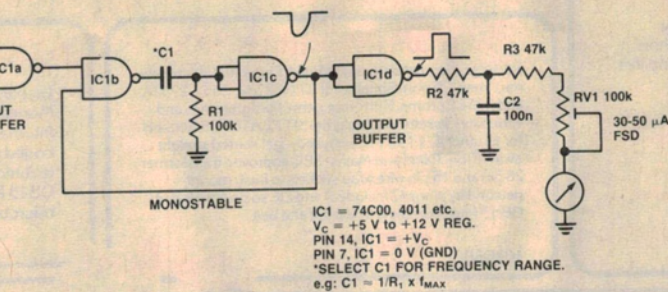 IC1a
UT
FFER
IC1b
*C1
R1
100k
IC1c
MONOSTABLE
IC1d
OUTPUT
BUFFER
R2 47k
C2
100n
R3 47k
RV1 100k
30-50 µA
FSD
IC1 = 74C00, 4011 etc.
Vc = +5 V to +12 V REG.
PIN 14, IC1 = +Vc
PIN 7, IC1 = 0 V (GND)
*SELECT C1 FOR FREQUENCY RANGE.
e.g: C1 ≈ 1/R1 x fMAX